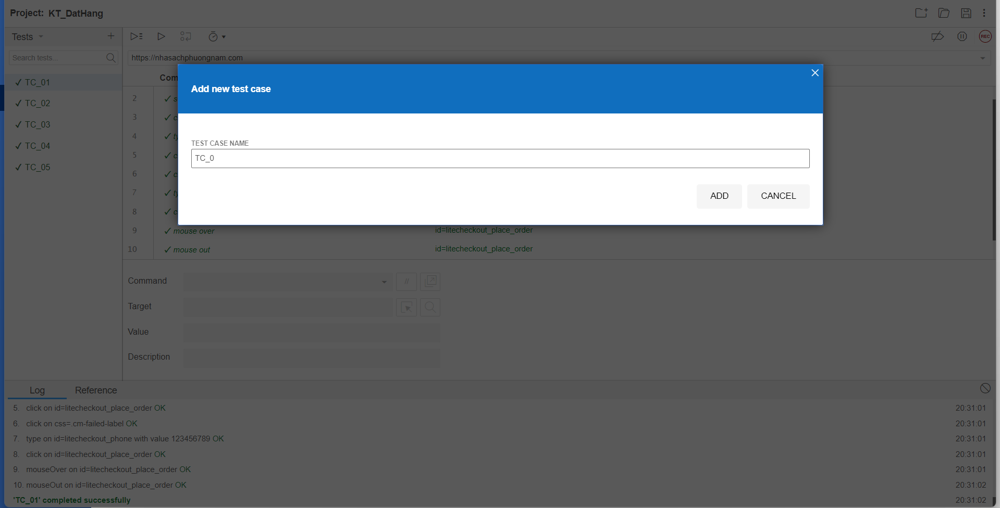 Project: KT_DatHang
Tests
REC
Search tests...
https://nhasachphuongnam.com
✓ TC_01
✓ TC_02
✓ TC_03
✓ TC_04
✓ TC_05
Com
Add new test case
TEST CASE NAME
TC_0
ADD
CANCEL
2 ✓ s
3 ✓ c
4 ✓ ty
5 ✓ c
6 ✓ c
7 ✓ ty
8 ✓ c
9 ✓ mouse over id=litecheckout_place_order
10 ✓ mouse out id=litecheckout_place_order
Command //
Target
Value
Description
Log Reference
5. click on id=litecheckout_place_order OK 20:31:01
6. click on css=.cm-failed-label OK 20:31:01
7. type on id=litecheckout_phone with value 123456789 OK 20:31:01
8. click on id=litecheckout_place_order OK 20:31:01
9. mouseOver on id=litecheckout_place_order OK 20:31:01
10. mouseOut on id=litecheckout_place_order OK 20:31:02
'TC_01' completed successfully 20:31:02